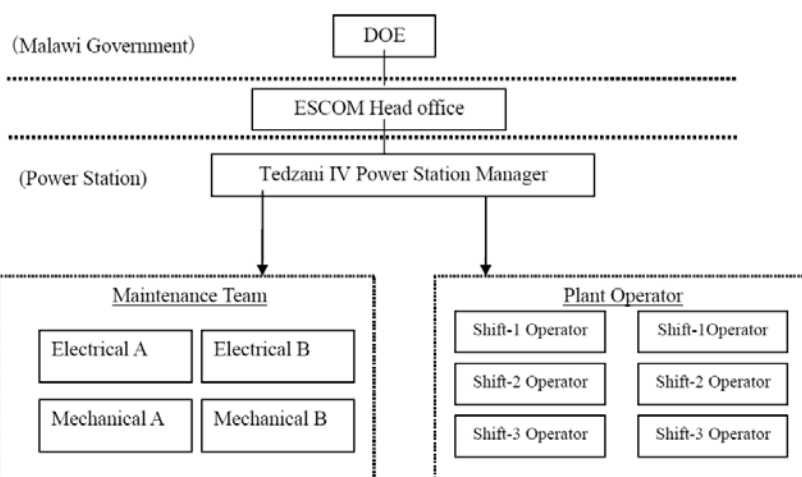 DOE
(Malawi Government)
ESCOM Head office
Tedzani IV Power Station Manager
(Power Station)
Maintenance Team
Electrical A
Electrical B
Mechanical A
Mechanical B
Plant Operator
Shift-1 Operator
Shift-1Operator
Shift-2 Operator
Shift-2 Operator
Shift-3 Operator
Shift-3 Operator